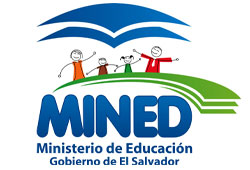 MINED
Ministerio de Educación
Gobierno de El Salvador